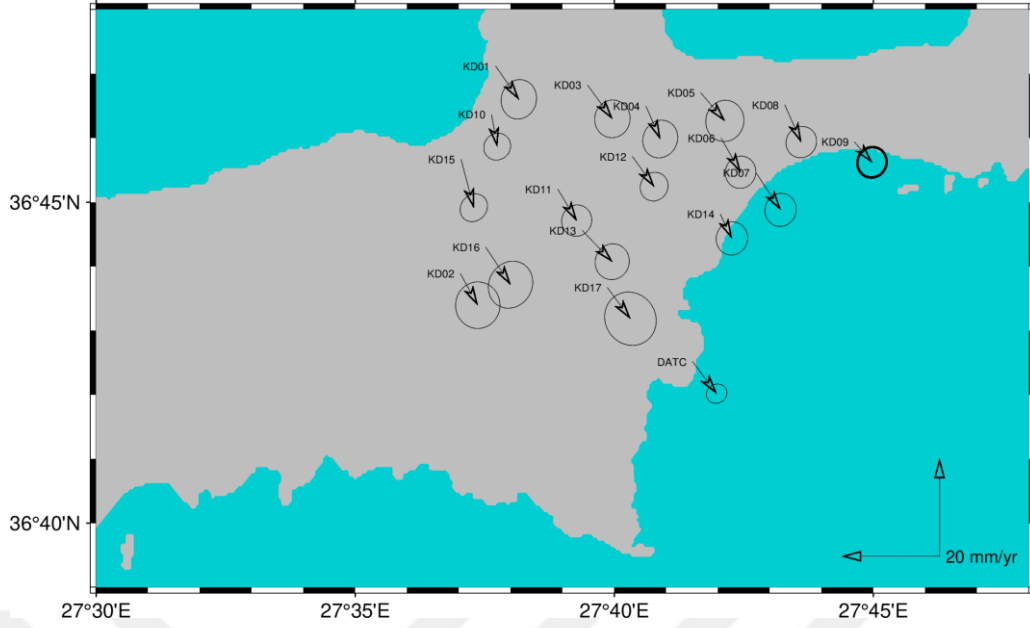 KD01
KD03
KD05
KD04
KD08
KD10
KD06
KD09
KD12
KD15
KD07
KD11
36°45'N
KD14
KD13
KD16
KD02
KD17
DATC
36°40'N
20 mm/yr
27°30'E 27°35'E 27°40'E 27°45'E